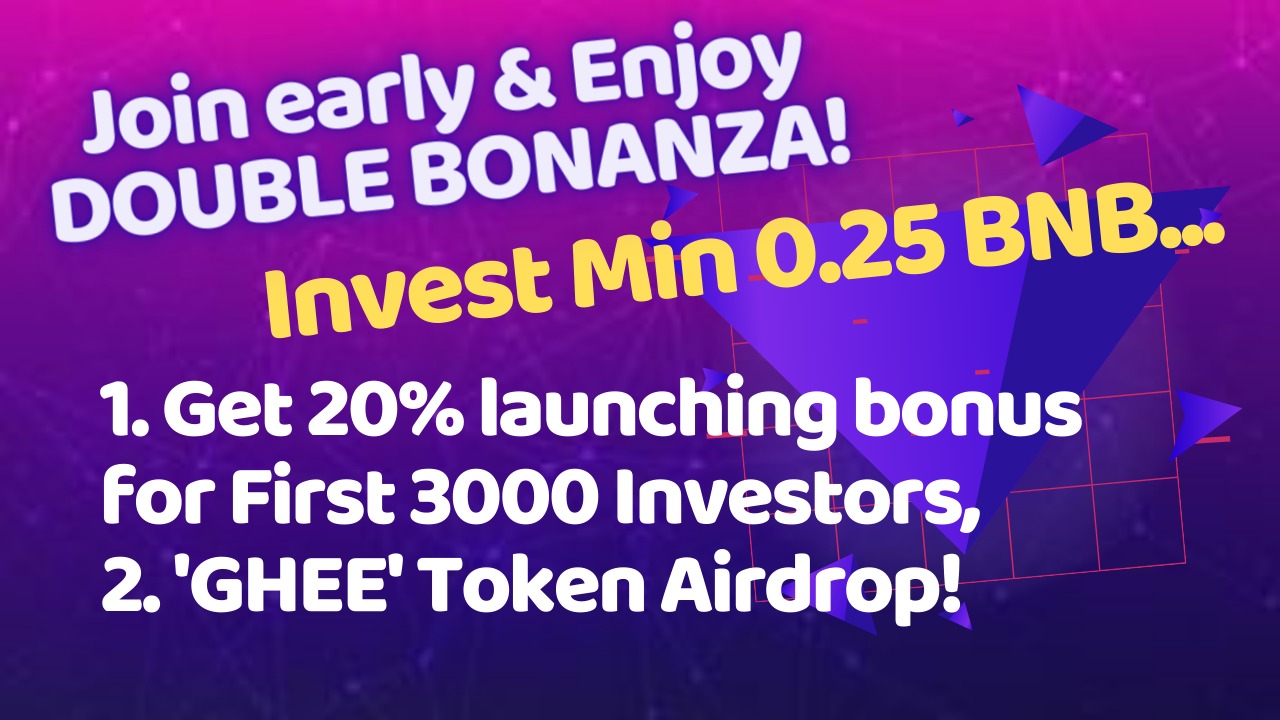 Join early & Enjoy
DOUBLE BONANZA!
Invest Min 0.25 BNB...
1. Get 20% launching bonus
for First 3000 Investors,
2. 'GHEE' Token Airdrop!